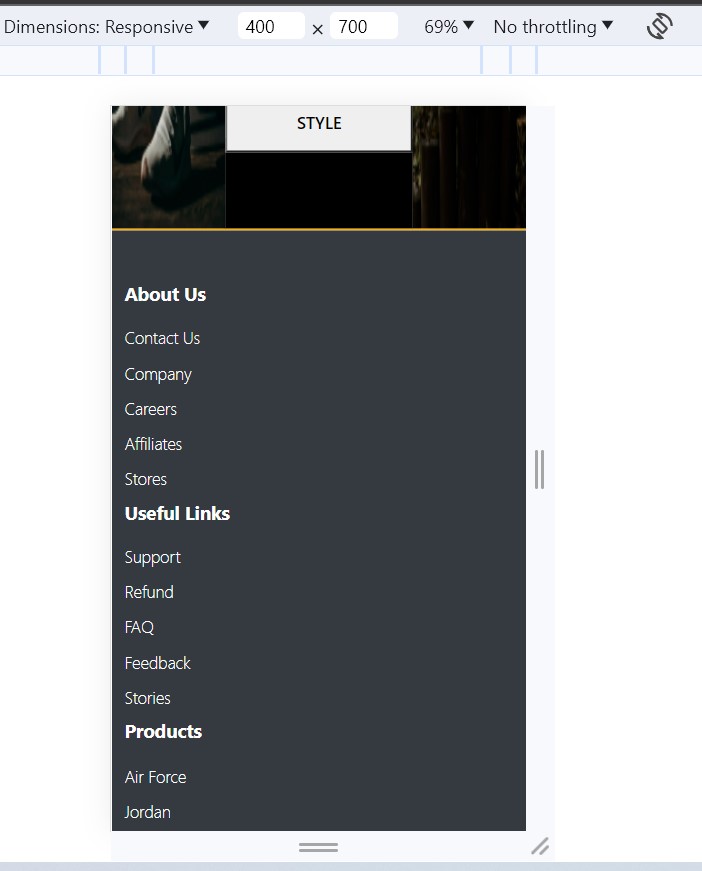 Dimensions: Responsive 400 × 700 69% No throttling
STYLE
About Us
Contact Us
Company
Careers
Affiliates
Stores
Useful Links
Support
Refund
FAQ
Feedback
Stories
Products
Air Force
Jordan